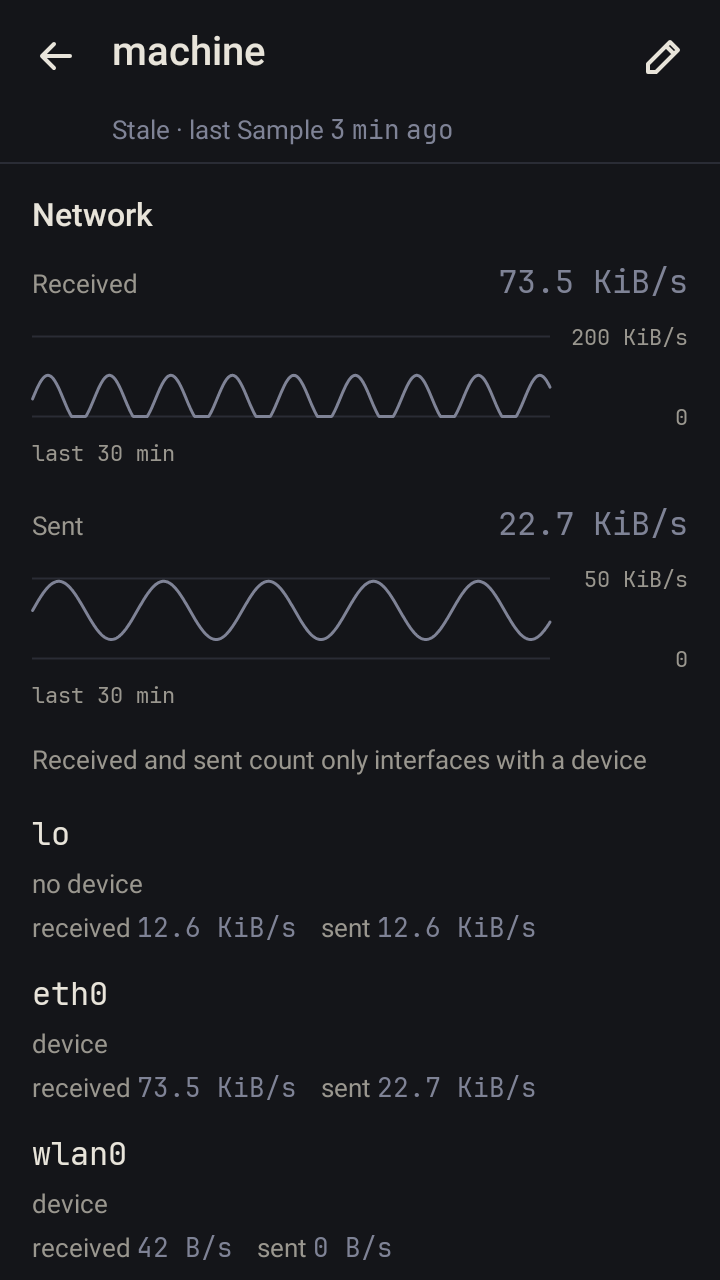 machine
Stale · last Sample 3 min ago
Network
Received 73.5 KiB/s
200 KiB/s
0
last 30 min
Sent 22.7 KiB/s
50 KiB/s
0
last 30 min
Received and sent count only interfaces with a device
lo
no device
received 12.6 KiB/s sent 12.6 KiB/s
eth0
device
received 73.5 KiB/s sent 22.7 KiB/s
wlan0
device
received 42 B/s sent 0 B/s